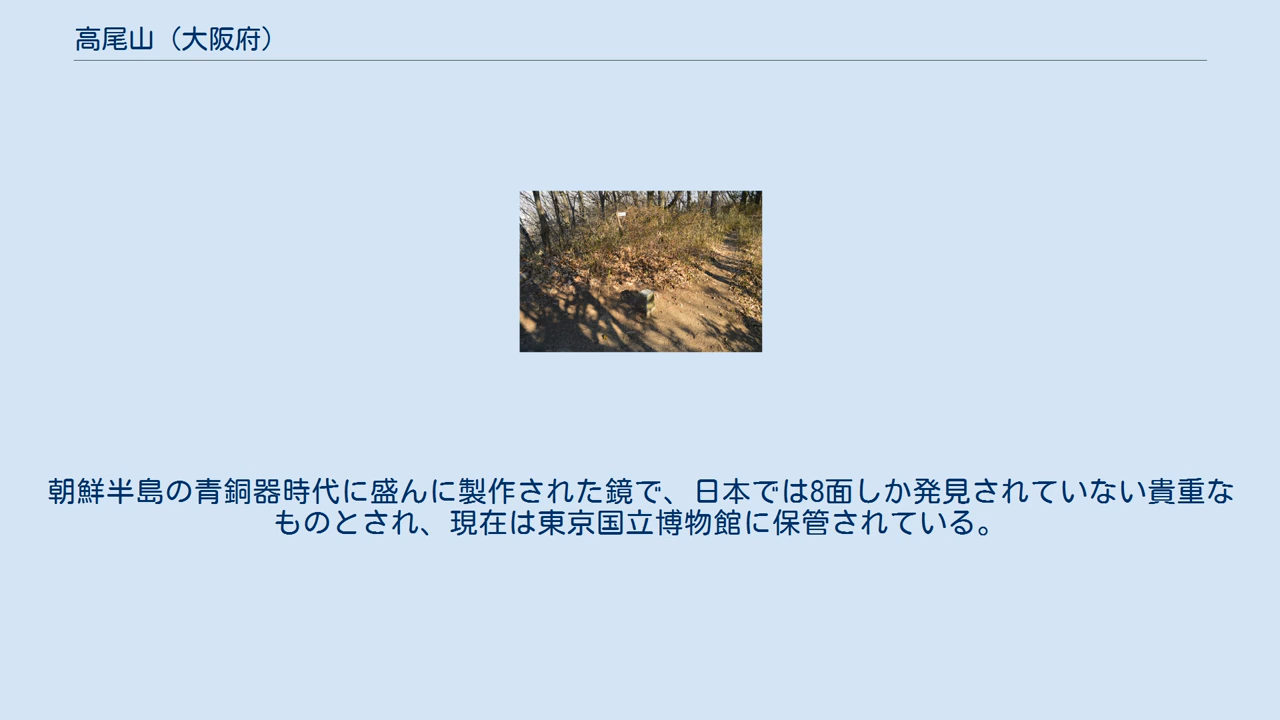 高尾山（大阪府）
朝鮮半島の青銅器時代に盛んに製作された鏡で、日本では8面しか発見されていない貴重な
ものとされ、現在は東京国立博物館に保管されている。